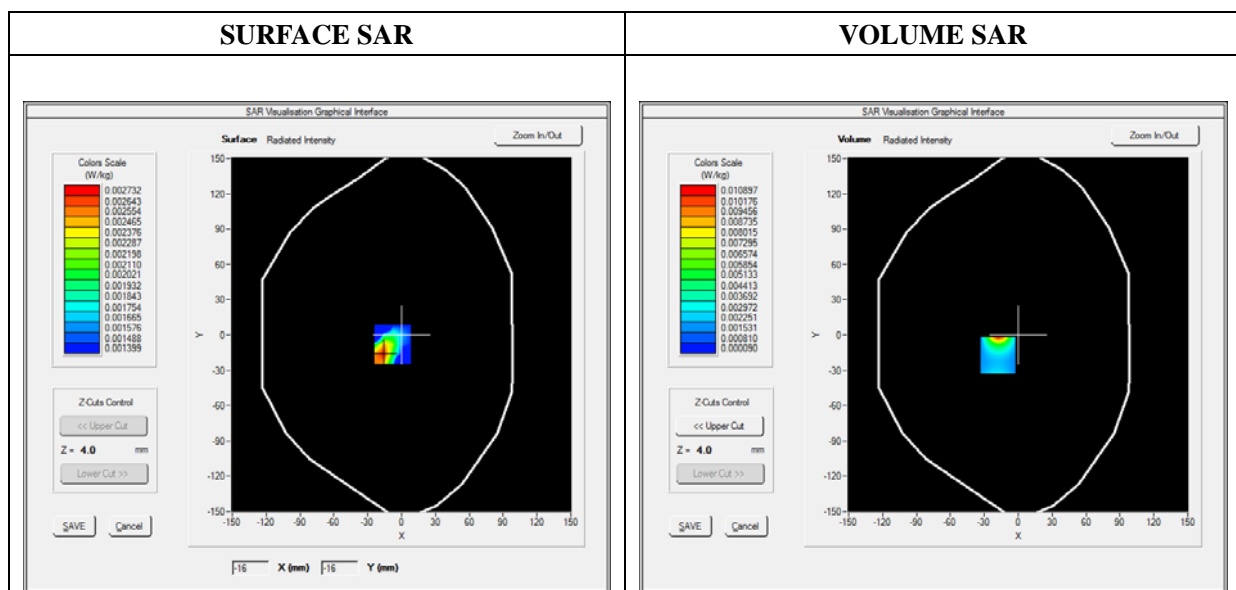 SURFACE SAR
VOLUME SAR
SAR Visualisation Graphical Interface
Surface Radiated Intensity
Zoom In/Out
Colors Scale
(W/kg)
0.002732
0.002643
0.002554
0.002465
0.002376
0.002287
0.002198
0.002110
0.002021
0.001932
0.001843
0.001754
0.001665
0.001576
0.001488
0.001399
Z-Cuts Control
<< Upper Cut
Z = 4.0 mm
Lower Cut >>
SAVE Cancel
150
120
90
60
30
0
-30
-60
-90
-120
-150
Y
-150 -120 -90 -60 -30 0 30 60 90 120 150
X
-16 X (mm) -16 Y (mm)
SAR Visualisation Graphical Interface
Volume Radiated Intensity
Zoom In/Out
Colors Scale
(W/kg)
0.010897
0.010176
0.009456
0.008735
0.008015
0.007295
0.006574
0.005854
0.005133
0.004413
0.003692
0.002972
0.002251
0.001531
0.000810
0.000090
Z-Cuts Control
<< Upper Cut
Z = 4.0 mm
Lower Cut >>
SAVE Cancel
150
120
90
60
30
0
-30
-60
-90
-120
-150
Y
-150 -120 -90 -60 -30 0 30 60 90 120 150
X